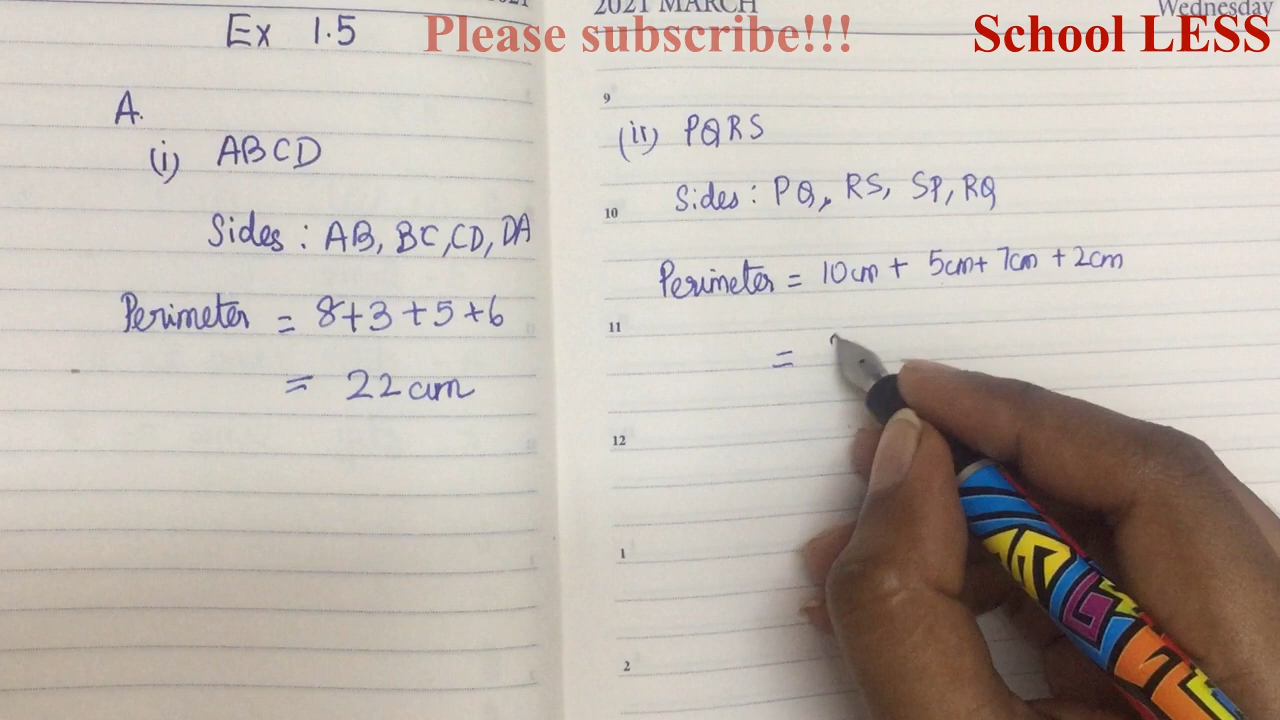 2021 MARCH
Wednesday
Please subscribe!!!
School LESS
Ex 1.5
A.
(i) ABCD
Sides : AB, BC, CD, DA
Perimeter = 8+3+5+6
= 22 cm
9
(ii) PQRS
10
Sides : PQ, RS, SP, RQ
Perimeter = 10cm + 5cm + 7cm + 2cm
11
=
12
1
2